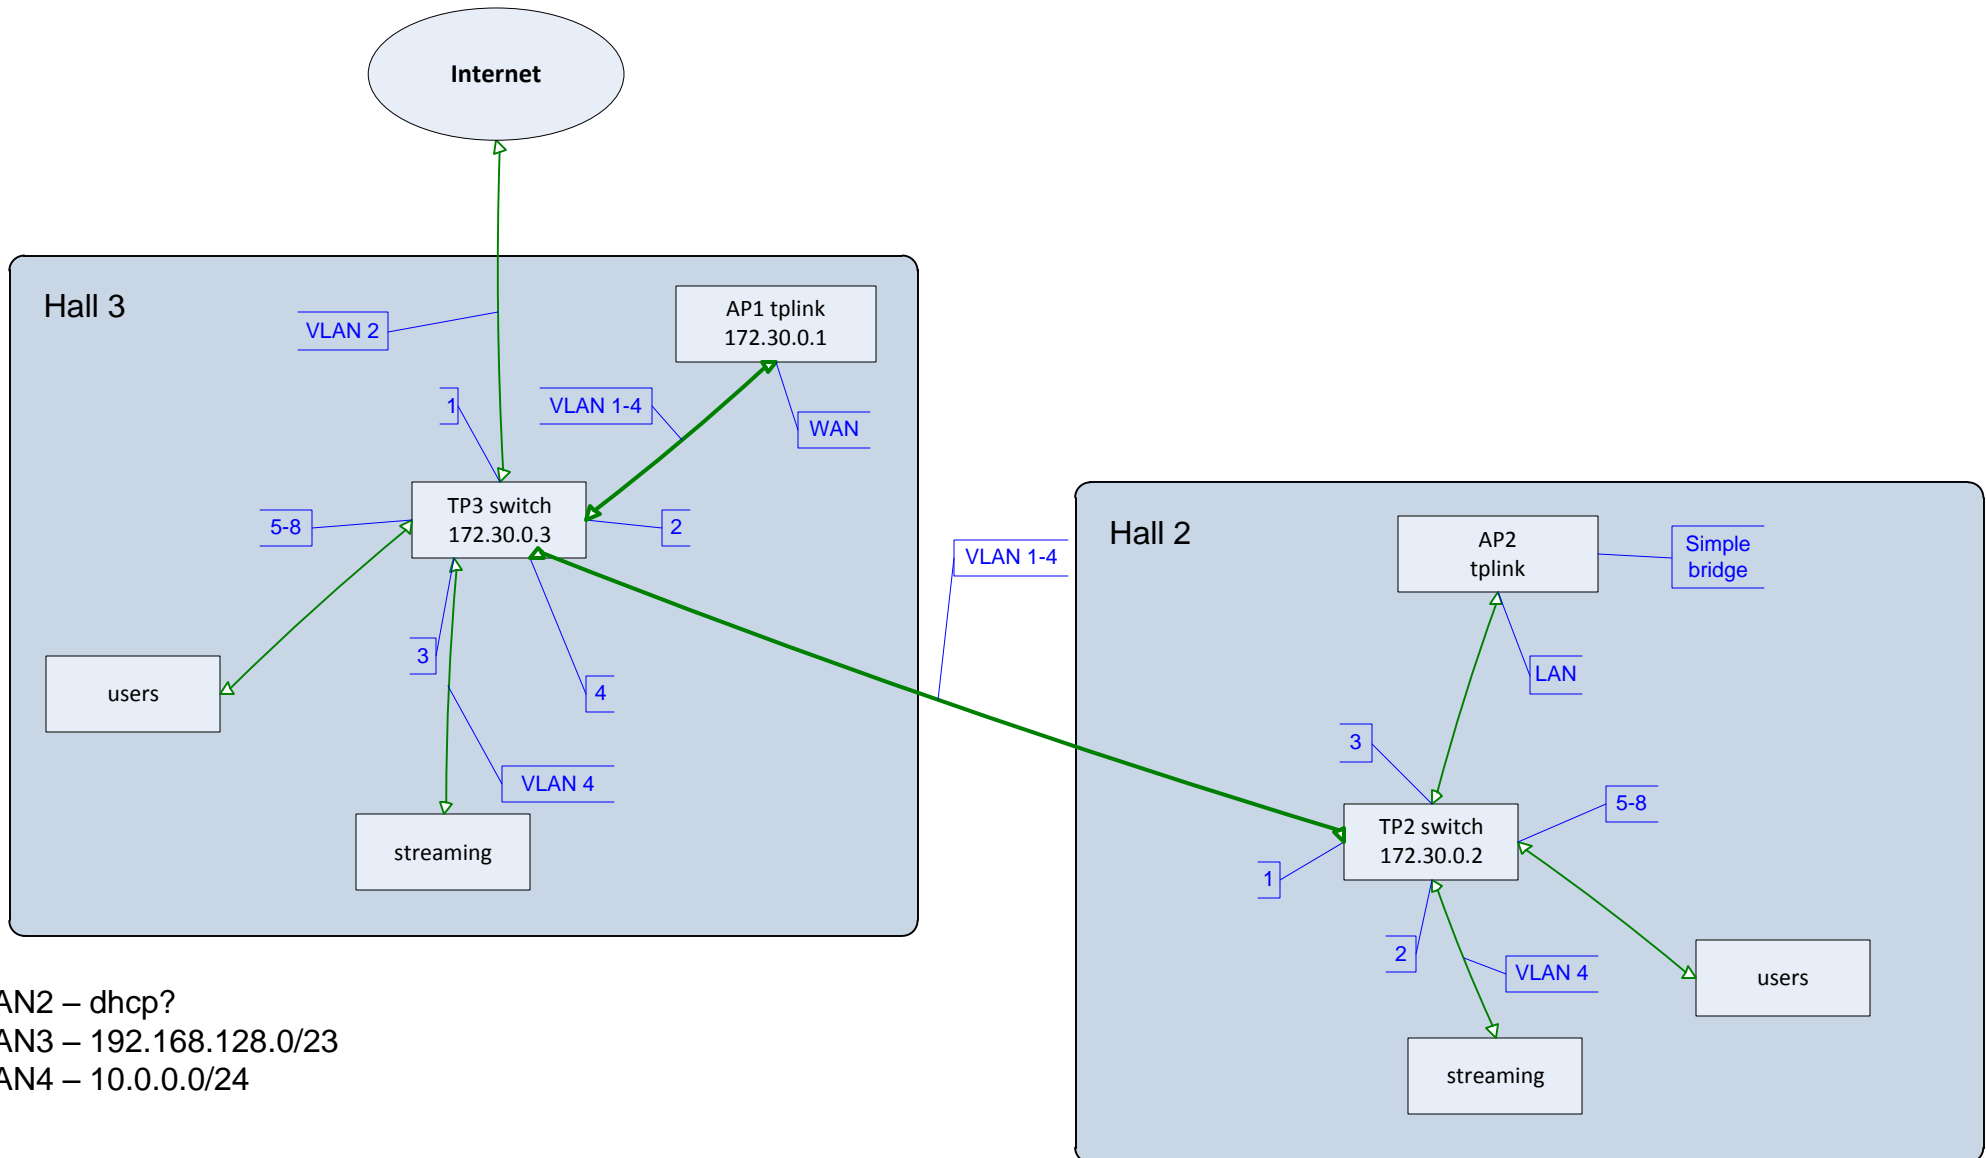 Internet
Hall 3
AP1 tplink
172.30.0.1
VLAN 2
1
VLAN 1-4
WAN
TP3 switch
172.30.0.3
5-8
2
VLAN 1-4
Hall 2
AP2
tplink
Simple
bridge
3
4
users
LAN
3
VLAN 4
5-8
streaming
TP2 switch
172.30.0.2
1
2
VLAN 4
users
streaming
AN2 – dhcp?
AN3 – 192.168.128.0/23
AN4 – 10.0.0.0/24